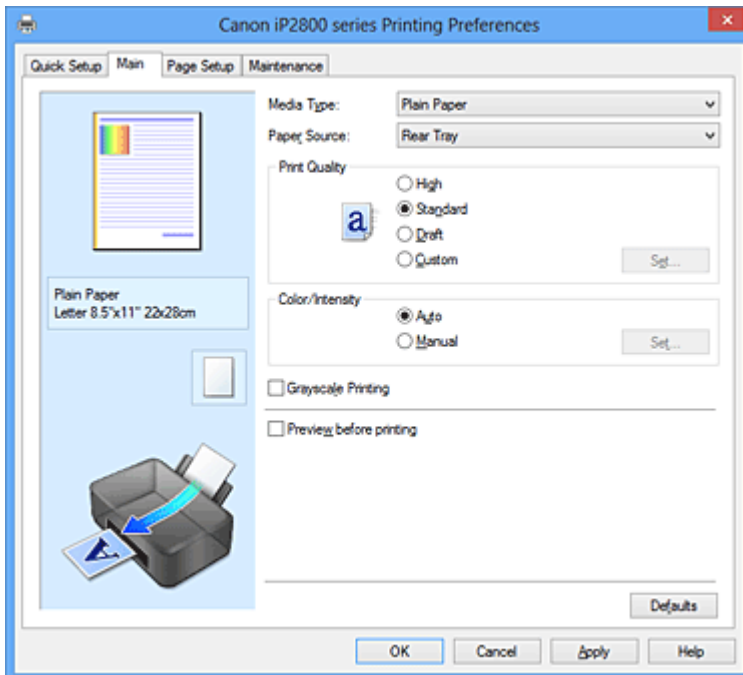 Canon iP2800 series Printing Preferences
Quick Setup Main Page Setup Maintenance
Media Type: Plain Paper
Paper Source: Rear Tray
Print Quality
High
a Standard
Draft
Custom Set...
Plain Paper
Letter 8.5"x11" 22x28cm
Color/Intensity
Auto
Manual Set...
Grayscale Printing
Preview before printing
A
Defaults
OK Cancel Apply Help